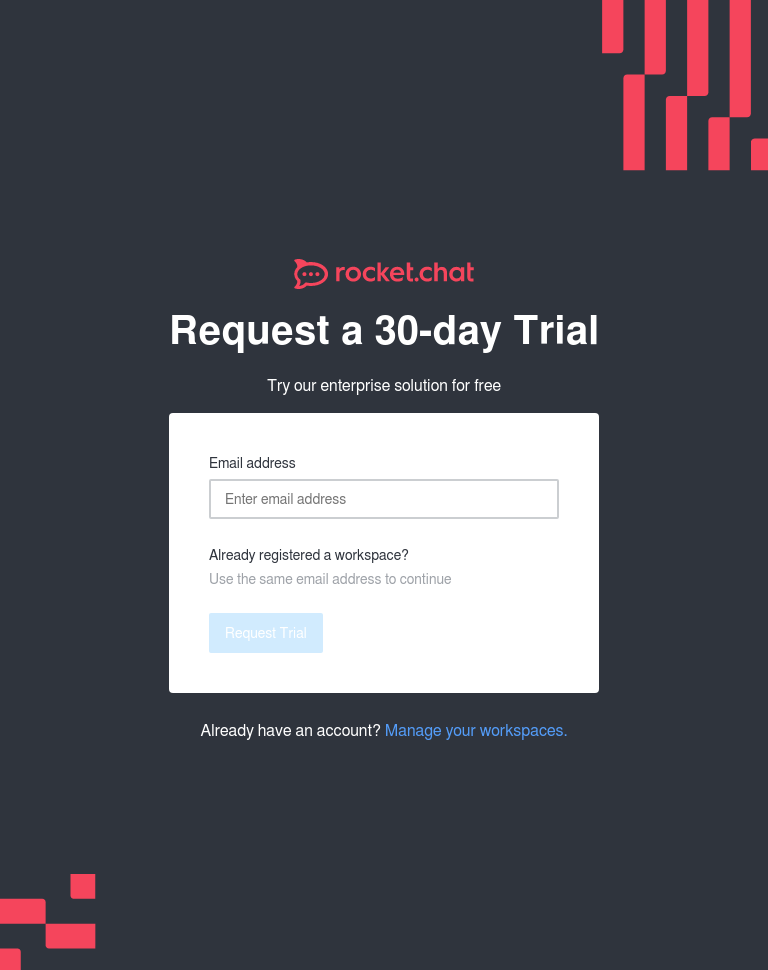 rocket.chat
Request a 30-day Trial
Try our enterprise solution for free
Email address
Enter email address
Already registered a workspace?
Use the same email address to continue
Request Trial
Already have an account? Manage your workspaces.